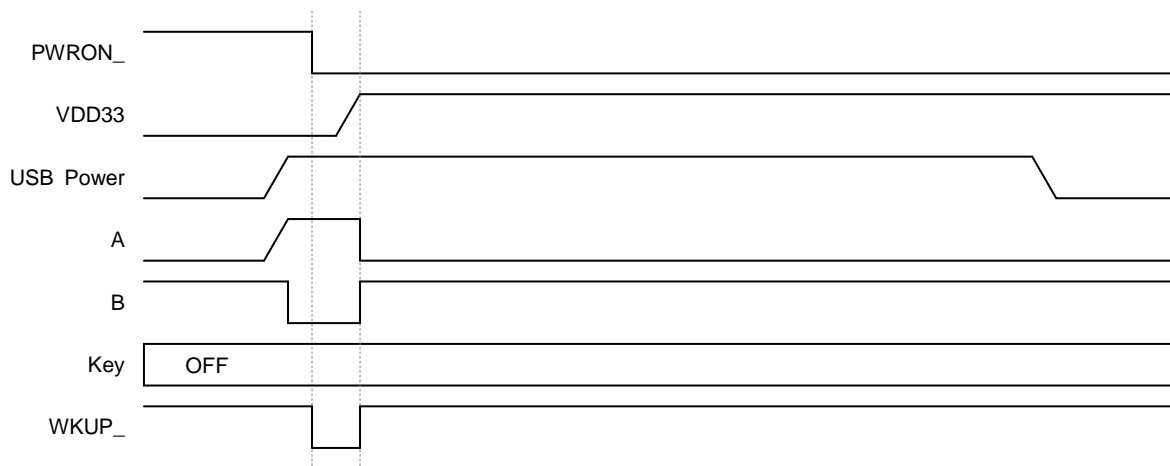 PWRON_
VDD33
USB Power
A
B
Key OFF
WKUP_